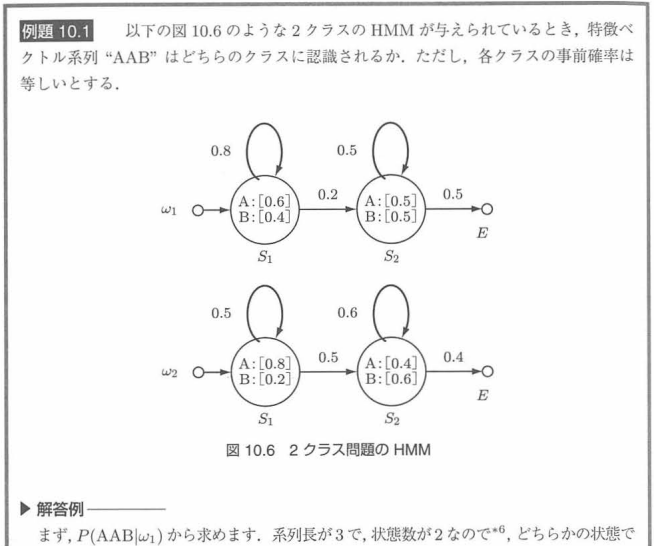 例題 10.1 以下の図 10.6 のような 2 クラスの HMM が与えられているとき，特徴ベ
クトル系列 “AAB” はどちらのクラスに認識されるか．ただし，各クラスの事前確率は
等しいとする．
0.8
0.5
ω1
A:[0.6]
B:[0.4]
0.2
A:[0.5]
B:[0.5]
0.5
E
S1
S2
0.5
0.6
ω2
A:[0.8]
B:[0.2]
0.5
A:[0.4]
B:[0.6]
0.4
E
S1
S2
図 10.6 2 クラス問題の HMM
▶ 解答例
まず，P(AAB|ω1) から求めます．系列長が 3 で，状態数が 2 なので*6，どちらかの状態で